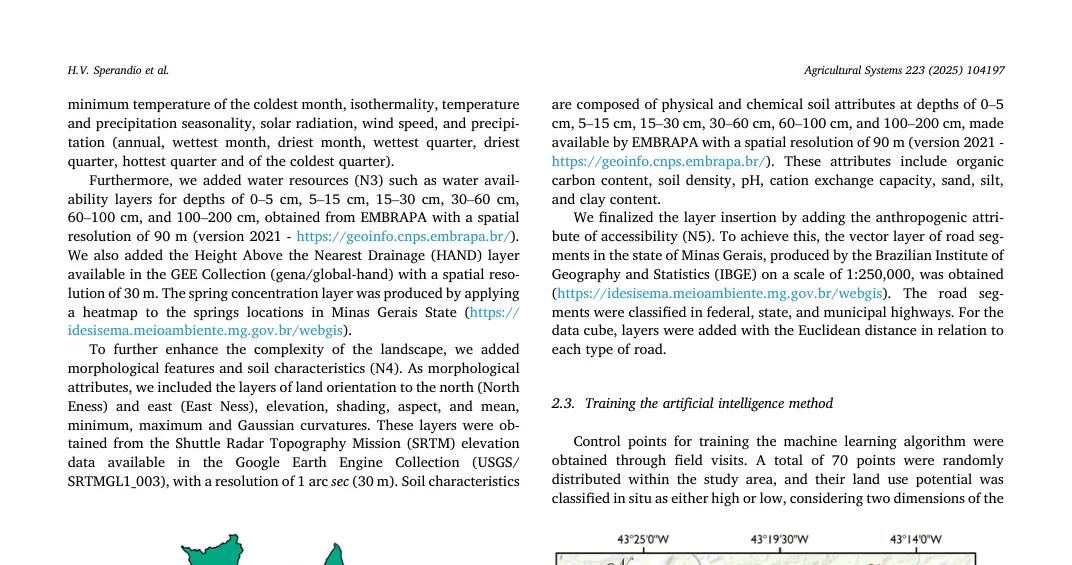 H.V. Sperandio et al.
Agricultural Systems 223 (2025) 104197
minimum temperature of the coldest month, isothermality, temperature
and precipitation seasonality, solar radiation, wind speed, and precipi-
tation (annual, wettest month, driest month, wettest quarter, driest
quarter, hottest quarter and of the coldest quarter).
Furthermore, we added water resources (N3) such as water avail-
ability layers for depths of 0–5 cm, 5–15 cm, 15–30 cm, 30–60 cm,
60–100 cm, and 100–200 cm, obtained from EMBRAPA with a spatial
resolution of 90 m (version 2021 - https://geoinfo.cnps.embrapa.br/).
We also added the Height Above the Nearest Drainage (HAND) layer
available in the GEE Collection (gena/global-hand) with a spatial reso-
lution of 30 m. The spring concentration layer was produced by applying
a heatmap to the springs locations in Minas Gerais State (https://
idesisema.meioambiente.mg.gov.br/webgis).
To further enhance the complexity of the landscape, we added
morphological features and soil characteristics (N4). As morphological
attributes, we included the layers of land orientation to the north (North
Eness) and east (East Ness), elevation, shading, aspect, and mean,
minimum, maximum and Gaussian curvatures. These layers were ob-
tained from the Shuttle Radar Topography Mission (SRTM) elevation
data available in the Google Earth Engine Collection (USGS/
SRTMGL1_003), with a resolution of 1 arc sec (30 m). Soil characteristics
are composed of physical and chemical soil attributes at depths of 0–5
cm, 5–15 cm, 15–30 cm, 30–60 cm, 60–100 cm, and 100–200 cm, made
available by EMBRAPA with a spatial resolution of 90 m (version 2021 -
https://geoinfo.cnps.embrapa.br/). These attributes include organic
carbon content, soil density, pH, cation exchange capacity, sand, silt,
and clay content.
We finalized the layer insertion by adding the anthropogenic attri-
bute of accessibility (N5). To achieve this, the vector layer of road seg-
ments in the state of Minas Gerais, produced by the Brazilian Institute of
Geography and Statistics (IBGE) on a scale of 1:250,000, was obtained
(https://idesisema.meioambiente.mg.gov.br/webgis). The road seg-
ments were classified in federal, state, and municipal highways. For the
data cube, layers were added with the Euclidean distance in relation to
each type of road.
2.3. Training the artificial intelligence method
Control points for training the machine learning algorithm were
obtained through field visits. A total of 70 points were randomly
distributed within the study area, and their land use potential was
classified in situ as either high or low, considering two dimensions of the
43°25'0"W 43°19'30"W 43°14'0"W